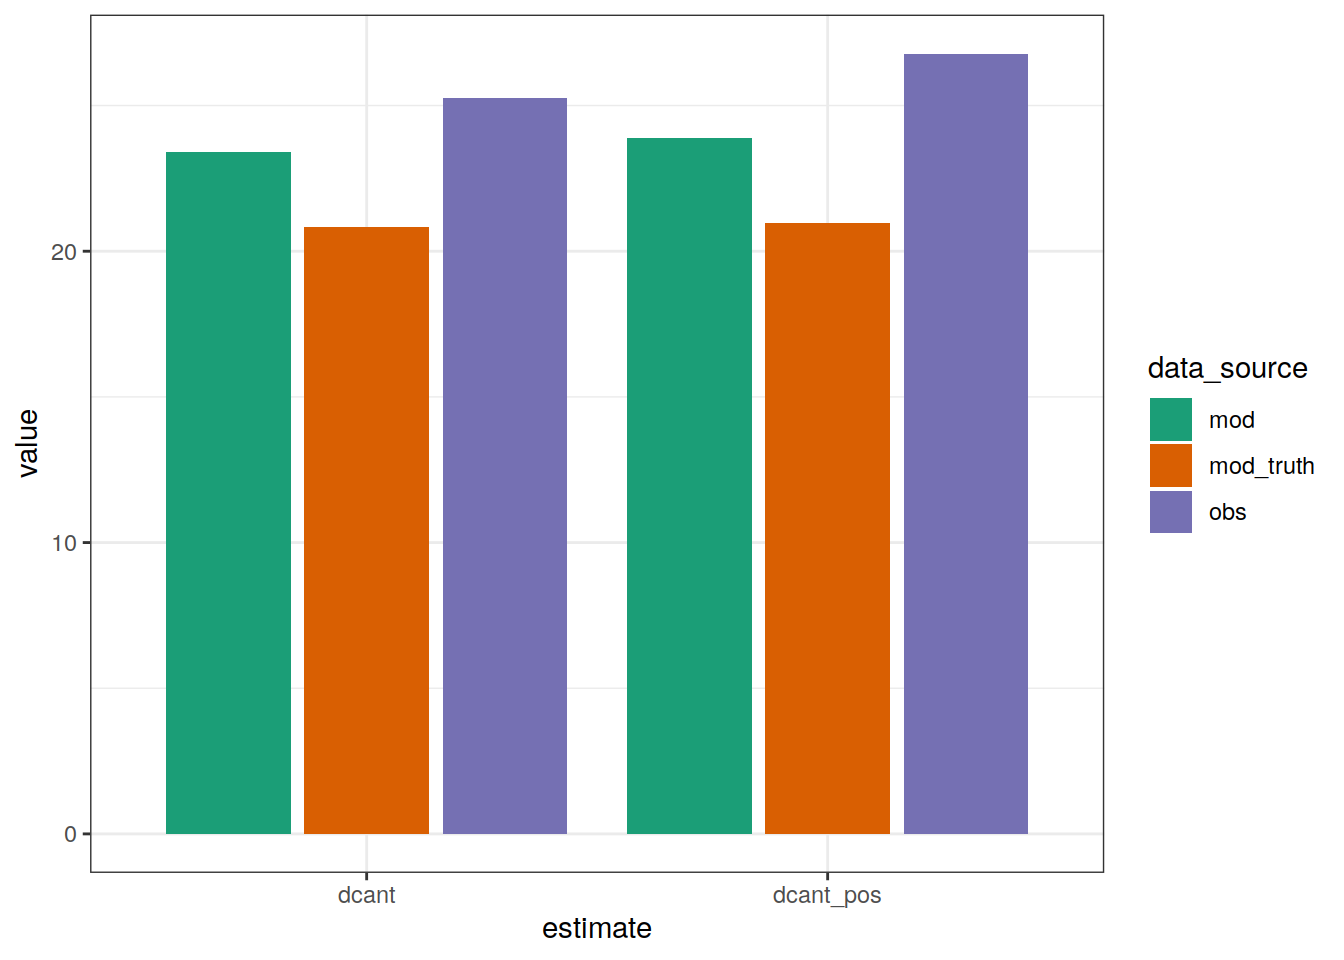 value
20
10
0
dcant
dcant_pos
estimate
data_source
mod
mod_truth
obs